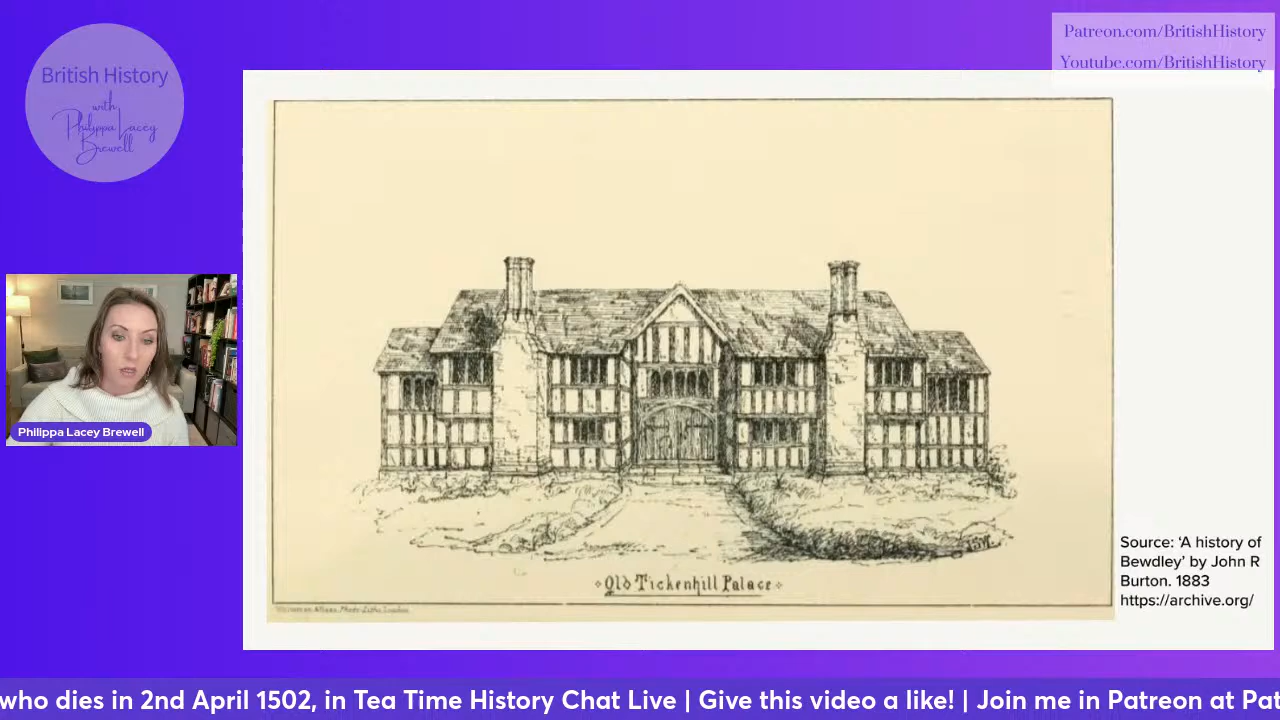 British History
with
Philippa Lacey
Brewell
Patreon.com/BritishHistory
Youtube.com/BritishHistory
Philippa Lacey Brewell
Old Tickenhill Palace
Source: ‘A history of
Bewdley’ by John R
Burton. 1883
https://archive.org/
who dies in 2nd April 1502, in Tea Time History Chat Live | Give this video a like! | Join me in Patreon at Pat